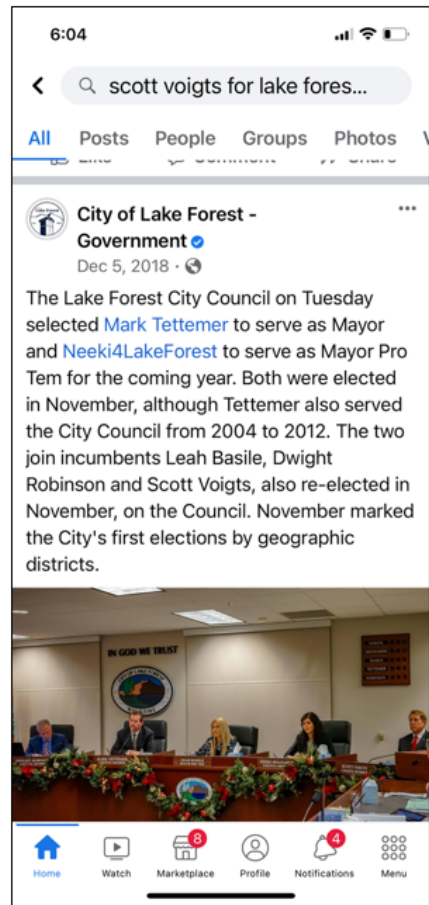 6:04
scott voigts for lake fores...
All Posts People Groups Photos V
Like Comment Share
City of Lake Forest -
Government
Dec 5, 2018 ·
The Lake Forest City Council on Tuesday
selected Mark Tettemer to serve as Mayor
and Neeki4LakeForest to serve as Mayor Pro
Tem for the coming year. Both were elected
in November, although Tettemer also served
the City Council from 2004 to 2012. The two
join incumbents Leah Basile, Dwight
Robinson and Scott Voigts, also re-elected in
November, on the Council. November marked
the City's first elections by geographic
districts.
IN GOD WE TRUST
8
4
Home Watch Marketplace Profile Notifications Menu